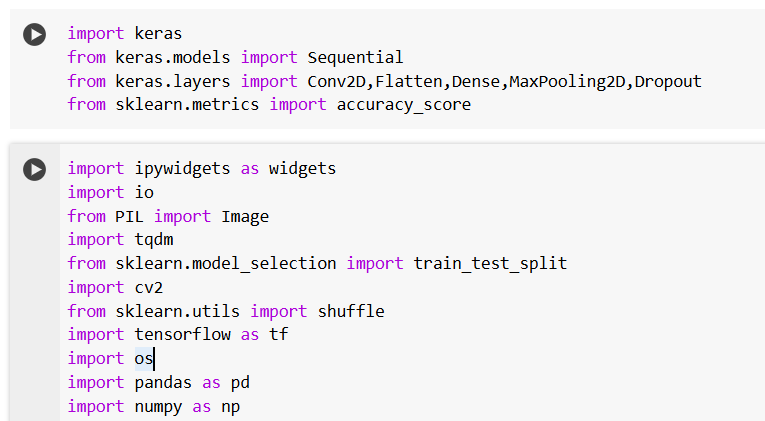 import keras
from keras.models import Sequential
from keras.layers import Conv2D,Flatten,Dense,MaxPooling2D,Dropout
from sklearn.metrics import accuracy_score
import ipywidgets as widgets
import io
from PIL import Image
import tqdm
from sklearn.model_selection import train_test_split
import cv2
from sklearn.utils import shuffle
import tensorflow as tf
import os
import pandas as pd
import numpy as np